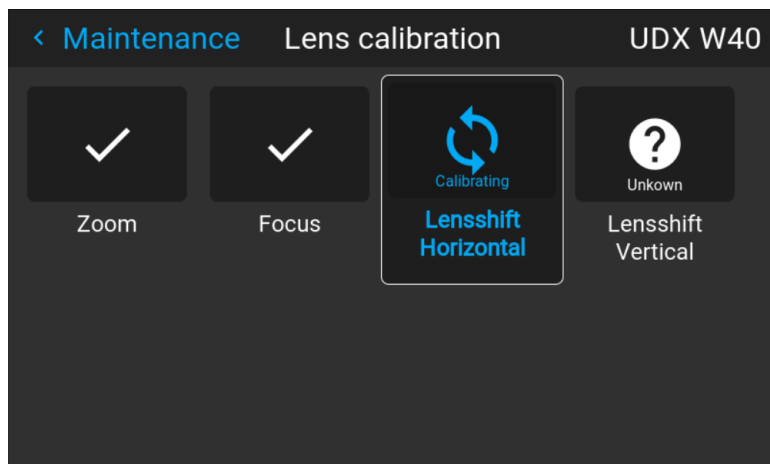 Maintenance Lens calibration UDX W40
Calibrating
Unkown
Zoom
Focus
Lensshift
Horizontal
Lensshift
Vertical